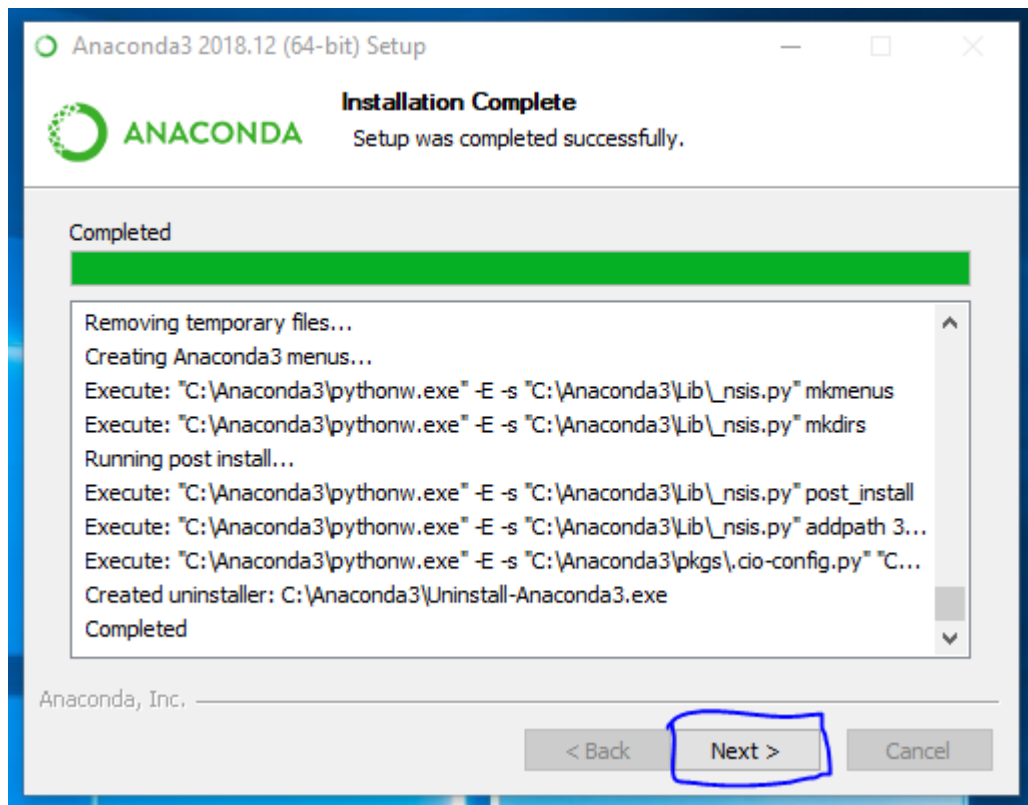 Anaconda3 2018.12 (64-bit) Setup
ANACONDA
Installation Complete
Setup was completed successfully.
Completed
Removing temporary files...
Creating Anaconda3 menus...
Execute: "C:\Anaconda3\pythonw.exe" -E -s "C:\Anaconda3\Lib\_nsis.py" mkmenus
Execute: "C:\Anaconda3\pythonw.exe" -E -s "C:\Anaconda3\Lib\_nsis.py" mkdirs
Running post install...
Execute: "C:\Anaconda3\pythonw.exe" -E -s "C:\Anaconda3\Lib\_nsis.py" post_install
Execute: "C:\Anaconda3\pythonw.exe" -E -s "C:\Anaconda3\Lib\_nsis.py" addpath 3...
Execute: "C:\Anaconda3\pythonw.exe" -E -s "C:\Anaconda3\pkgs\.cio-config.py" "C...
Created uninstaller: C:\Anaconda3\Uninstall-Anaconda3.exe
Completed
Anaconda, Inc.
< Back Next > Cancel